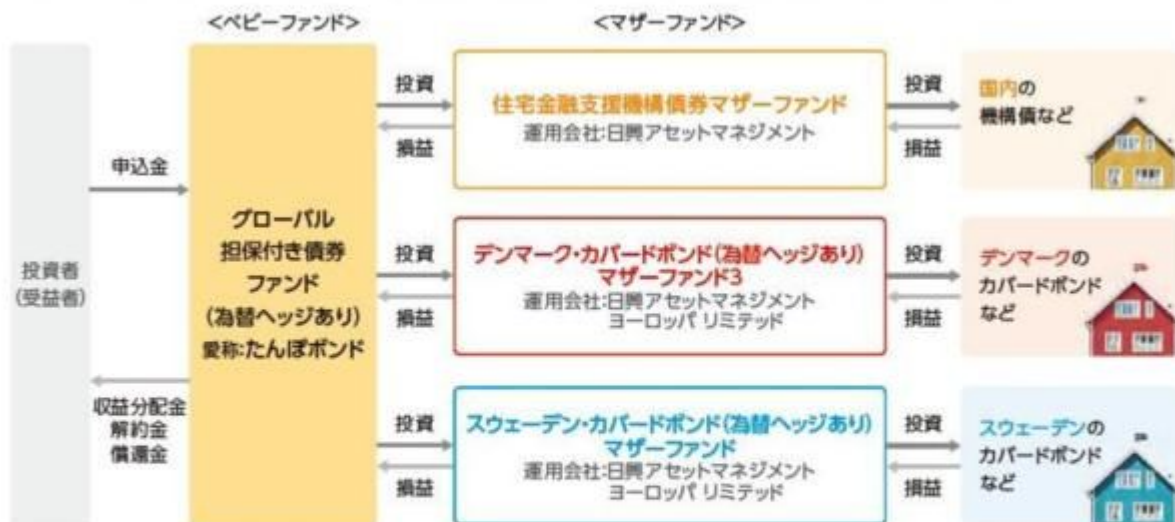 <ベビーファンド>
<マザーファンド>
投資者
(受益者)
申込金
収益分配金
解約金
償還金
グローバル
担保付き債券
ファンド
(為替ヘッジあり)
愛称:たんぽボンド
投資
損益
住宅金融支援機構債券マザーファンド
運用会社:日興アセットマネジメント
投資
損益
国内の
機構債など
投資
損益
デンマーク・カバードボンド(為替ヘッジあり)
マザーファンド3
運用会社:日興アセットマネジメント
ヨーロッパ リミテッド
投資
損益
デンマークの
カバードボンド
など
投資
損益
スウェーデン・カバードボンド(為替ヘッジあり)
マザーファンド
運用会社:日興アセットマネジメント
ヨーロッパ リミテッド
投資
損益
スウェーデンの
カバードボンド
など